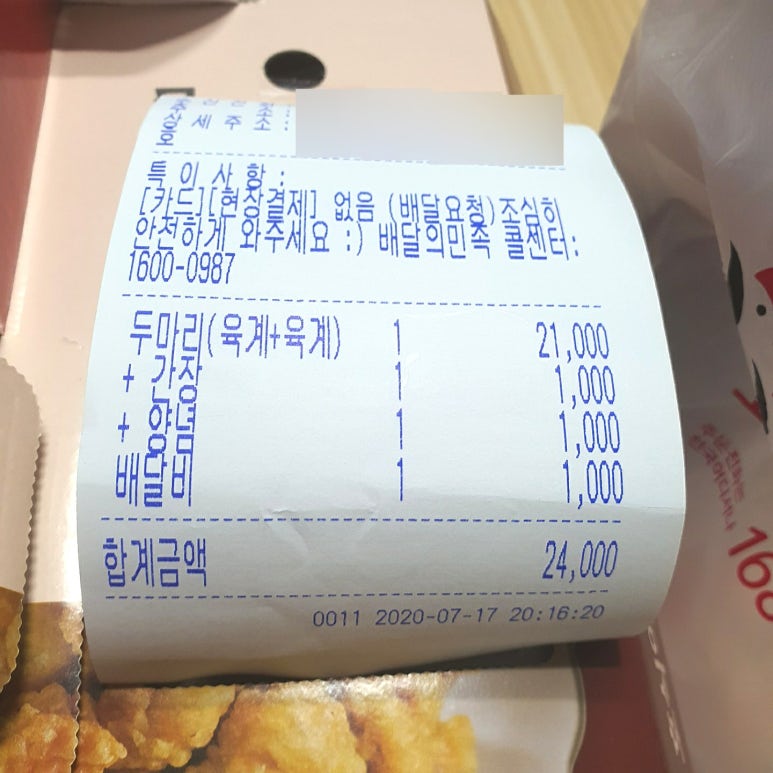 상세주소:
특이사항:
[카드][현장결제] 없음 (배달요청)조심히
안전하게 와주세요 :) 배달의민족 콜센터:
1600-0987
두마리(육계+육계) 1 21,000
+ 간장 1 1,000
+ 양념 1 1,000
배달비 1 1,000
합계금액 24,000
0011 2020-07-17 20:16:20
168